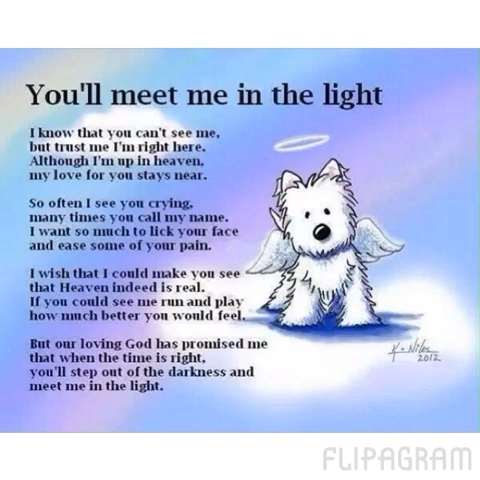 You'll meet me in the light
I know that you can't see me,
but trust me I'm right here.
Although I'm up in heaven,
my love for you stays near.
So often I see you crying,
many times you call my name.
I want so much to lick your face
and ease some of your pain.
I wish that I could make you see
that Heaven indeed is real.
If you could see me run and play
how much better you would feel.
But our loving God has promised me
that when the time is right,
you'll step out of the darkness and
meet me in the light.
K. Niles
2012
FLIPAGRAM